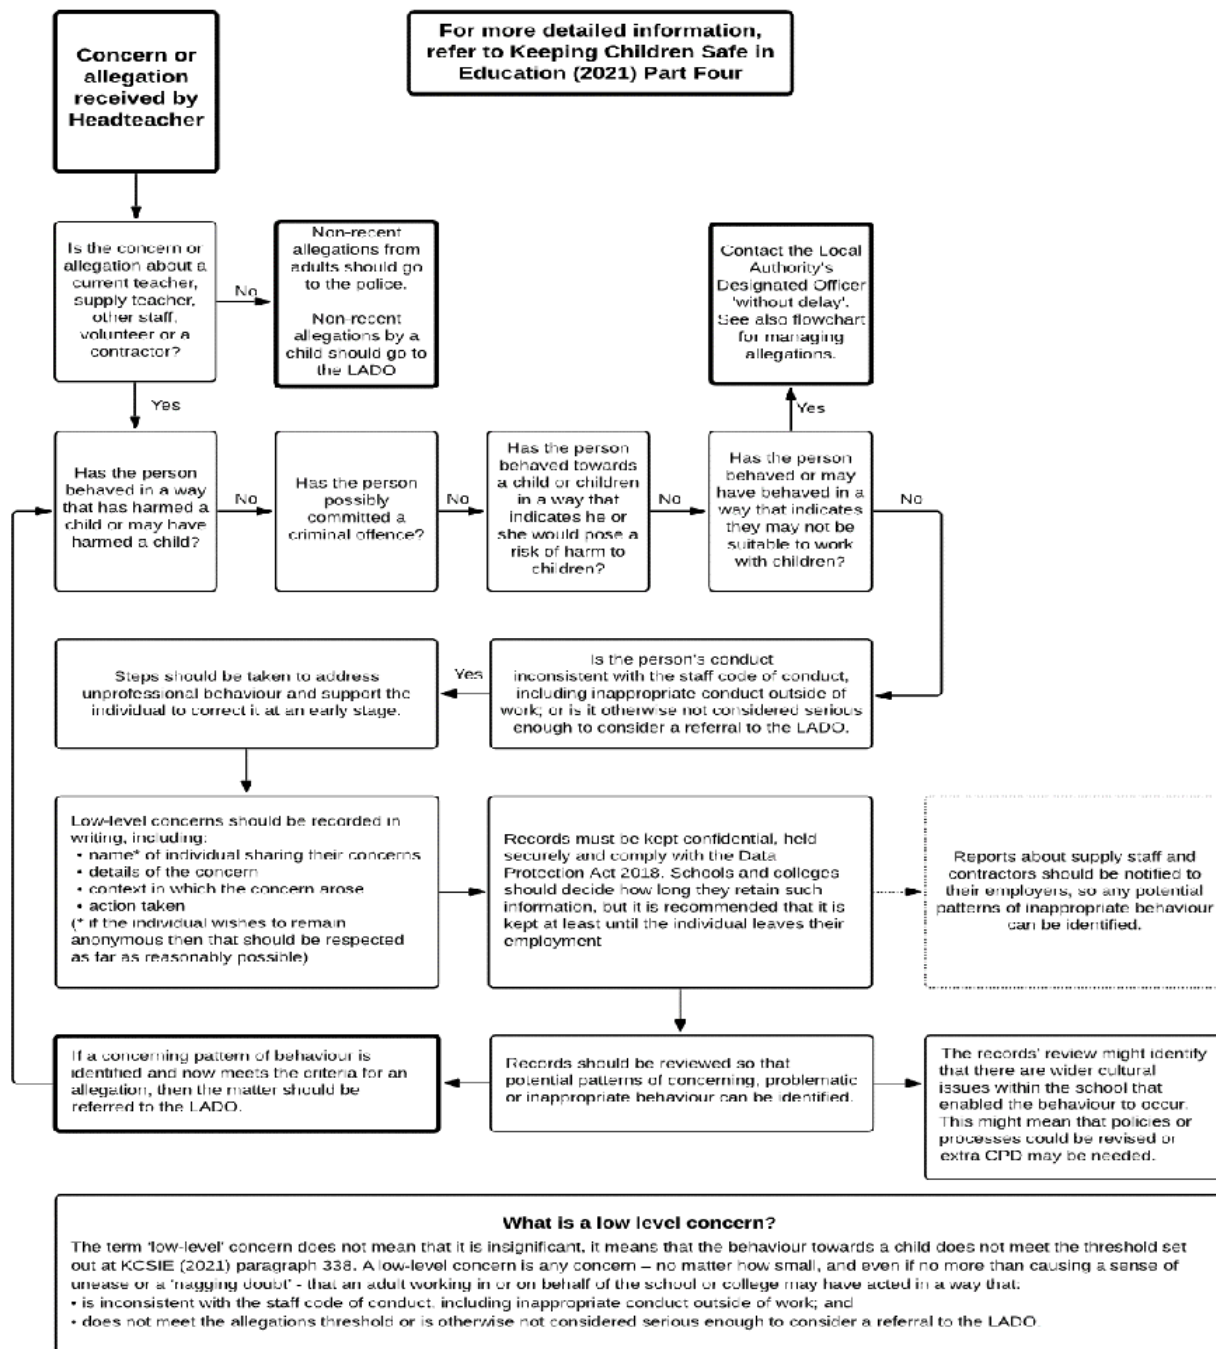 Concern or
allegation
received by
Headteacher
For more detailed information,
refer to Keeping Children Safe in
Education (2021) Part Four
Is the concern or
allegation about a
current teacher,
supply teacher,
other staff,
volunteer or a
contractor?
No
Non-recent
allegations from
adults should go
to the police.
Non-recent
allegations by a
child should go to
the LADO
Contact the Local
Authority's
Designated Officer
'without delay'.
See also flowchart
for managing
allegations.
Yes
Yes
Has the person
behaved in a way
that has harmed a
child or may have
harmed a child?
No
Has the person
possibly
committed a
criminal offence?
No
Has the person
behaved towards
a child or children
in a way that
indicates he or
she would pose a
risk of harm to
children?
No
Has the person
behaved or may
have behaved in a
way that indicates
they may not be
suitable to work
with children?
No
Is the person's conduct
inconsistent with the staff code of conduct,
including inappropriate conduct outside of
work; or is it otherwise not considered serious
enough to consider a referral to the LADO.
Yes
Steps should be taken to address
unprofessional behaviour and support the
individual to correct it at an early stage.
Low-level concerns should be recorded in
writing, including:
• name* of individual sharing their concerns
• details of the concern
• context in which the concern arose
• action taken
(* if the individual wishes to remain
anonymous then that should be respected
as far as reasonably possible)
Records must be kept confidential, held
securely and comply with the Data
Protection Act 2018. Schools and colleges
should decide how long they retain such
information, but it is recommended that it is
kept at least until the individual leaves their
employment
Reports about supply staff and
contractors should be notified to
their employers, so any potential
patterns of inappropriate behaviour
can be identified.
If a concerning pattern of behaviour is
identified and now meets the criteria for an
allegation, then the matter should be
referred to the LADO.
Records should be reviewed so that
potential patterns of concerning, problematic
or inappropriate behaviour can be identified.
The records' review might identify
that there are wider cultural
issues within the school that
enabled the behaviour to occur.
This might mean that policies or
processes could be revised or
extra CPD may be needed.
What is a low level concern?
The term 'low-level' concern does not mean that it is insignificant, it means that the behaviour towards a child does not meet the threshold set
out at KCSIE (2021) paragraph 338. A low-level concern is any concern – no matter how small, and even if no more than causing a sense of
unease or a 'nagging doubt' - that an adult working in or on behalf of the school or college may have acted in a way that:
• is inconsistent with the staff code of conduct, including inappropriate conduct outside of work; and
• does not meet the allegations threshold or is otherwise not considered serious enough to consider a referral to the LADO.